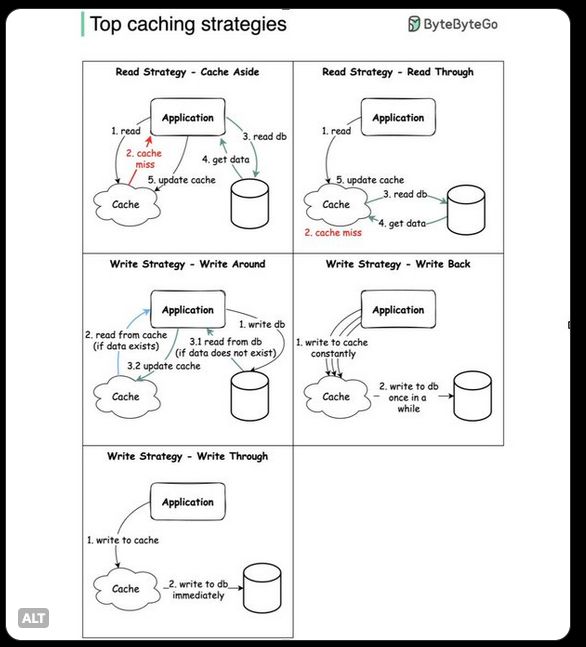 Top caching strategies
ByteByteGo
Read Strategy - Cache Aside
Application
1. read
2. cache
miss
3. read db
4. get data
5. update cache
Cache
Read Strategy - Read Through
Application
1. read
5. update cache
3. read db
Cache
4. get data
2. cache miss
Write Strategy - Write Around
Application
1. write db
2. read from cache
(if data exists)
3.1 read from db
(if data does not exist)
3.2 update cache
Cache
Write Strategy - Write Back
Application
1. write to cache
constantly
Cache
2. write to db
once in a
while
Write Strategy - Write Through
Application
1. write to cache
Cache
2. write to db
immediately
ALT